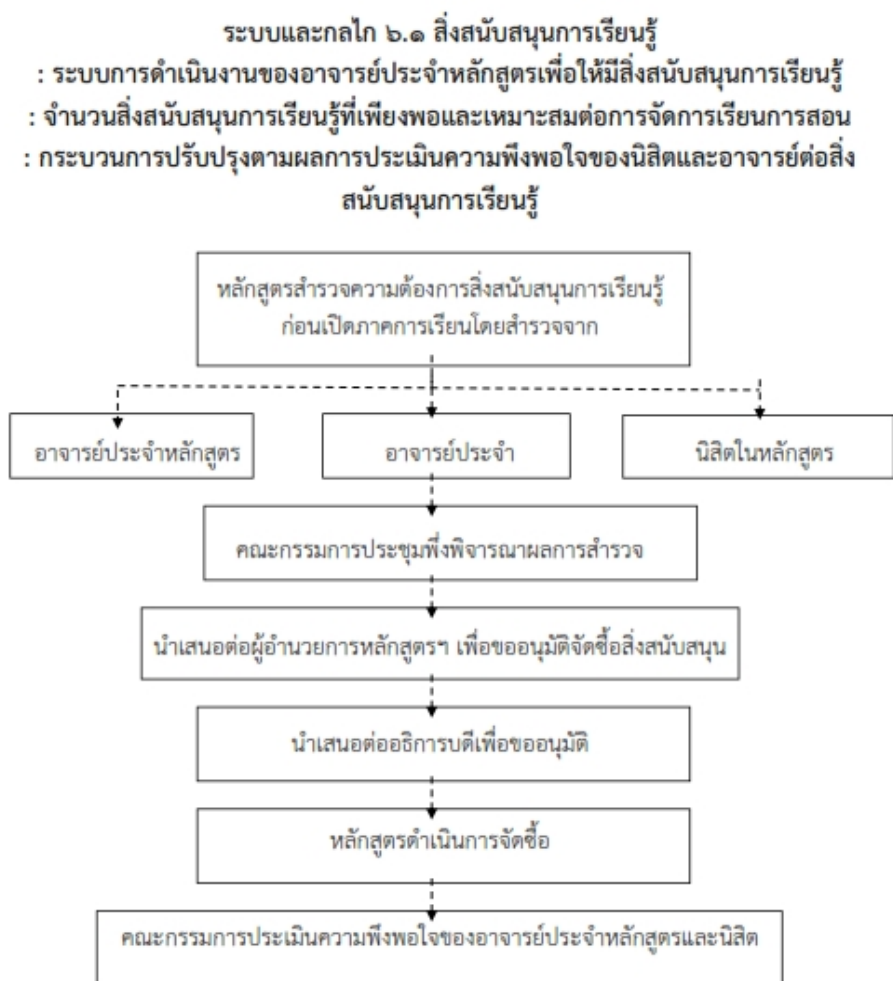 ระบบและกลไก ๖.๑ สิ่งสนับสนุนการเรียนรู้
: ระบบการดำเนินงานของอาจารย์ประจำหลักสูตรเพื่อให้มีสิ่งสนับสนุนการเรียนรู้
: จำนวนสิ่งสนับสนุนการเรียนรู้ที่เพียงพอและเหมาะสมต่อการจัดการเรียนการสอน
: กระบวนการปรับปรุงตามผลการประเมินความพึงพอใจของนิสิตและอาจารย์ต่อสิ่ง
สนับสนุนการเรียนรู้
หลักสูตรสำรวจความต้องการสิ่งสนับสนุนการเรียนรู้
ก่อนเปิดภาคการเรียนโดยสำรวจจาก
อาจารย์ประจำหลักสูตร
อาจารย์ประจำ
นิสิตในหลักสูตร
คณะกรรมการประชุมพึ่งพิจารณาผลการสำรวจ
นำเสนอต่อผู้อำนวยการหลักสูตรฯ เพื่อขออนุมัติจัดซื้อสิ่งสนับสนุน
นำเสนอต่ออธิการบดีเพื่อขออนุมัติ
หลักสูตรดำเนินการจัดซื้อ
คณะกรรมการประเมินความพึงพอใจของอาจารย์ประจำหลักสูตรและนิสิต